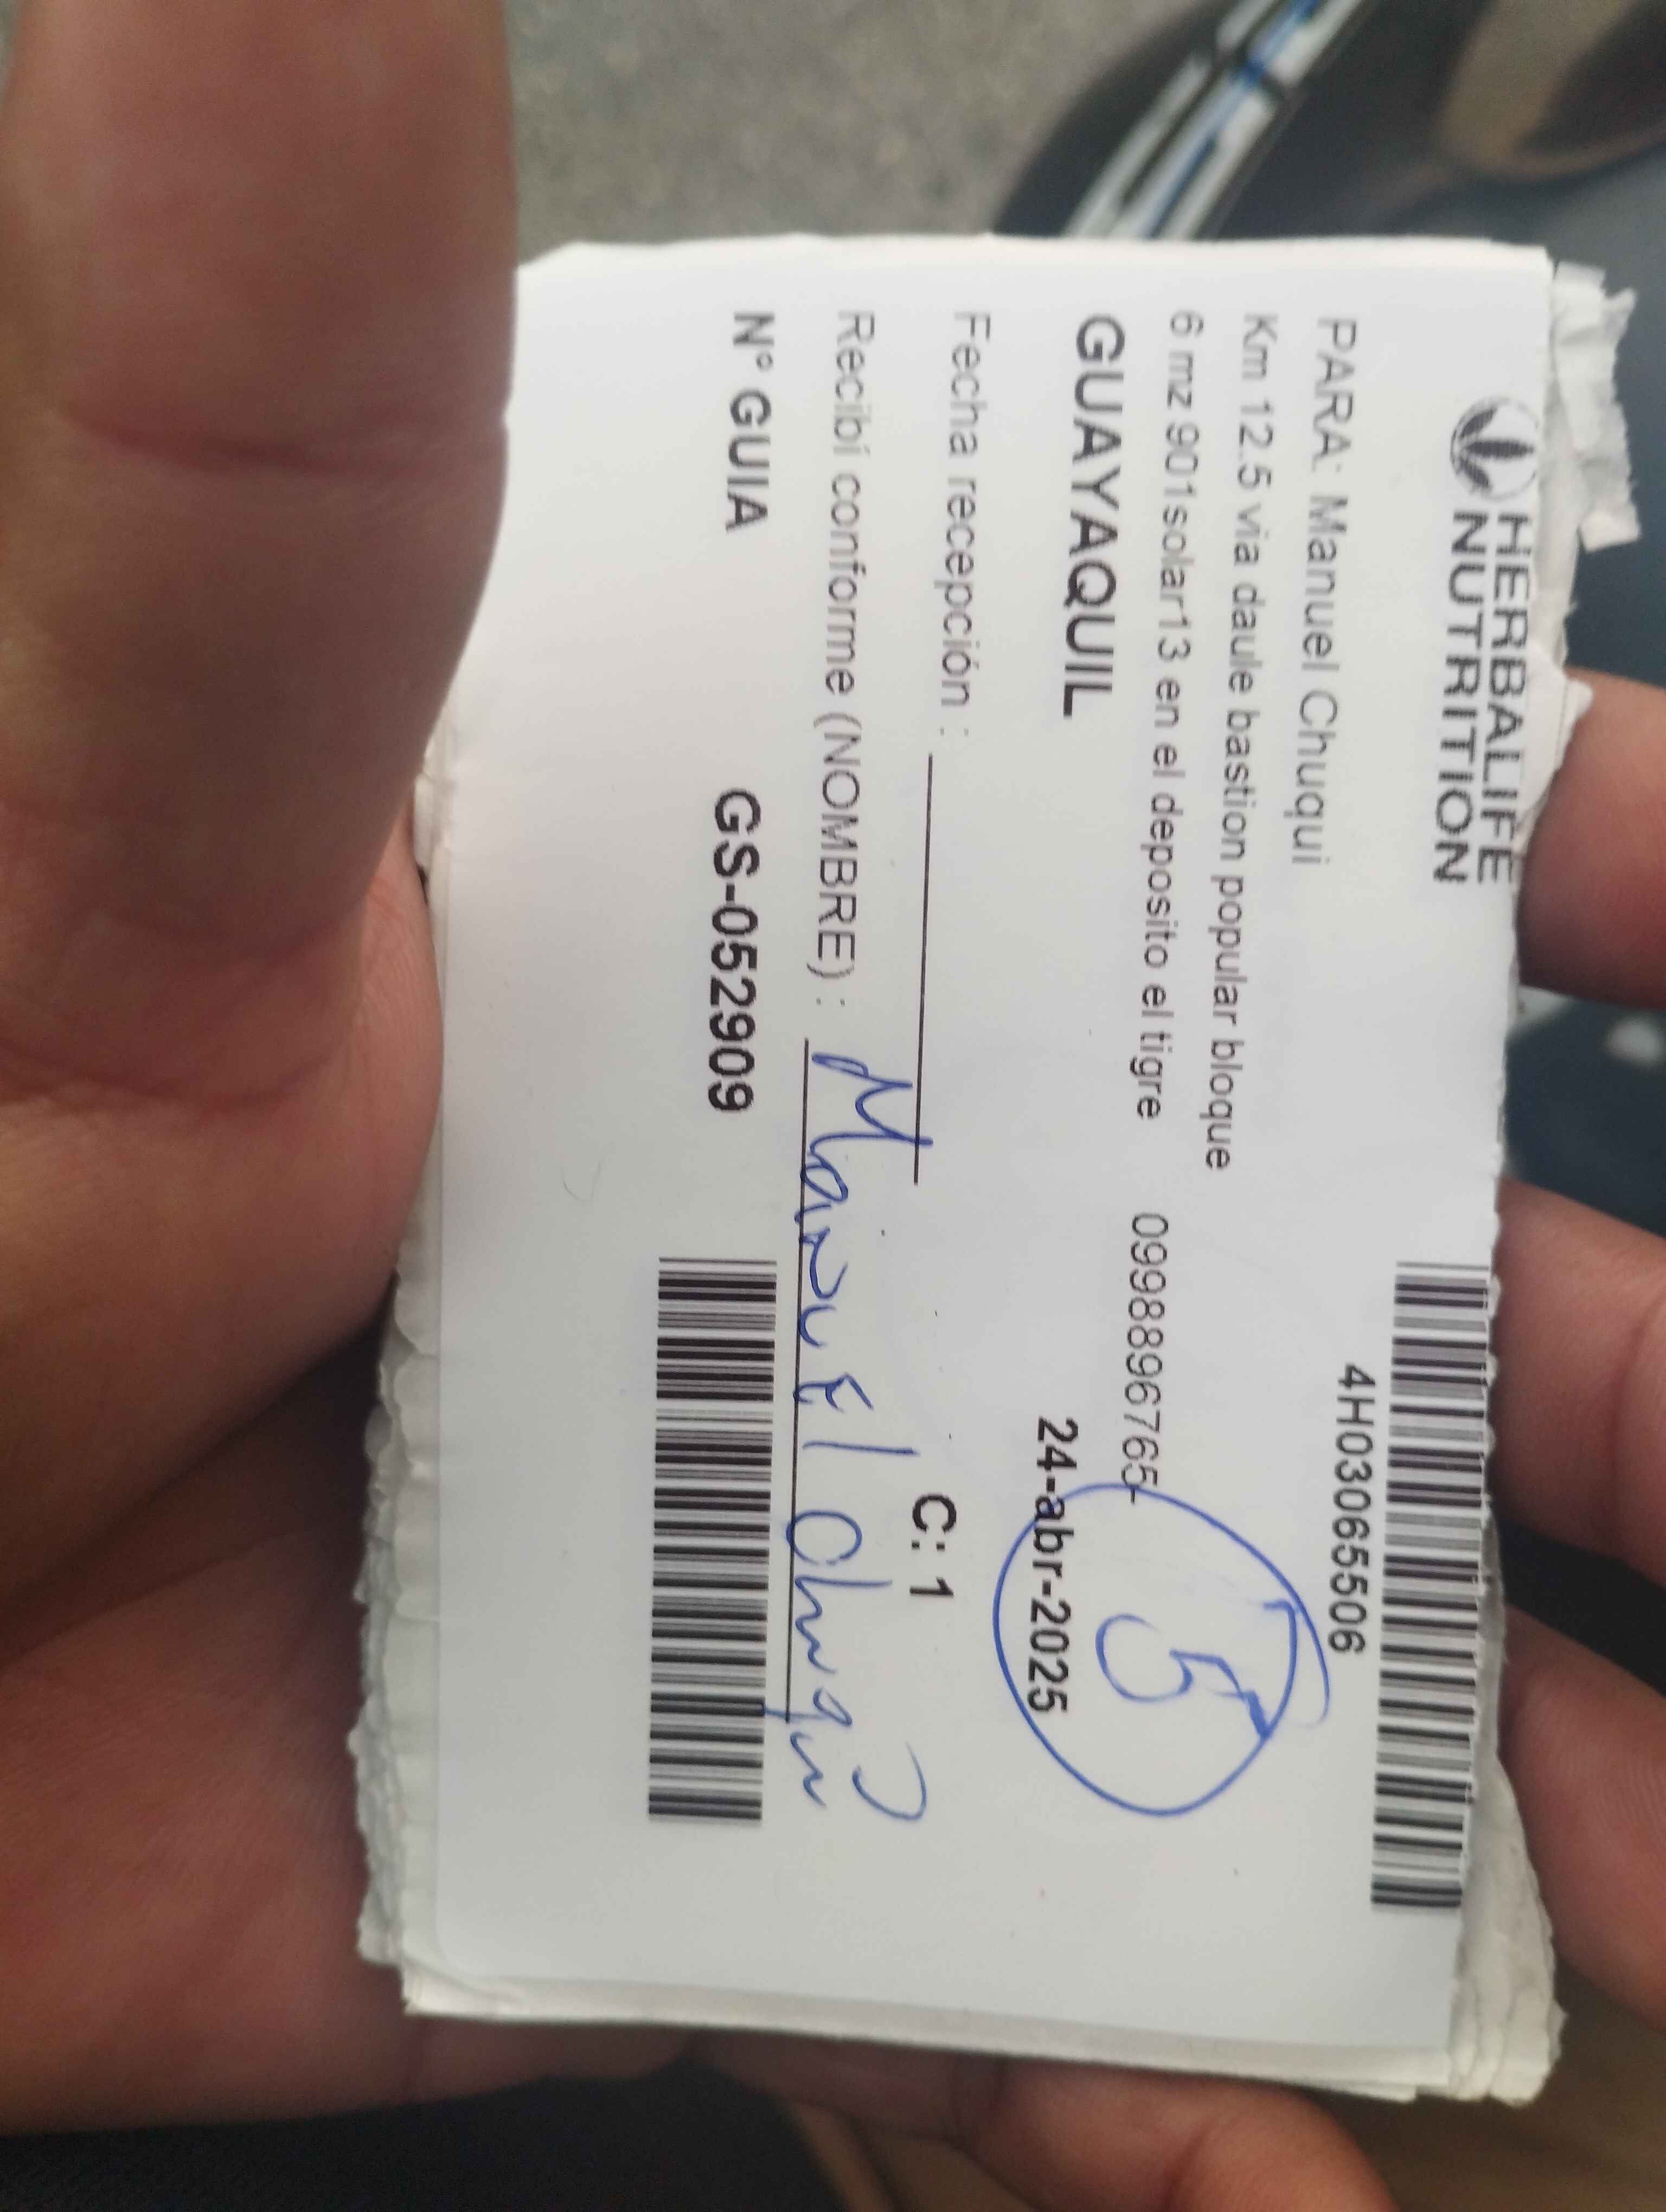 HERBALIFE
NUTRITION
4H03065506
PARA: Manuel Chuqui
Km 12.5 via daule bastion popular bloque
6 mz 901solar13 en el deposito el tigre 0998896765-
5
GUAYAQUIL 24-abr-2025
Fecha recepción :
C: 1
Recibí conforme (NOMBRE) : Manuel Chuqui
N° GUIA GS-052909